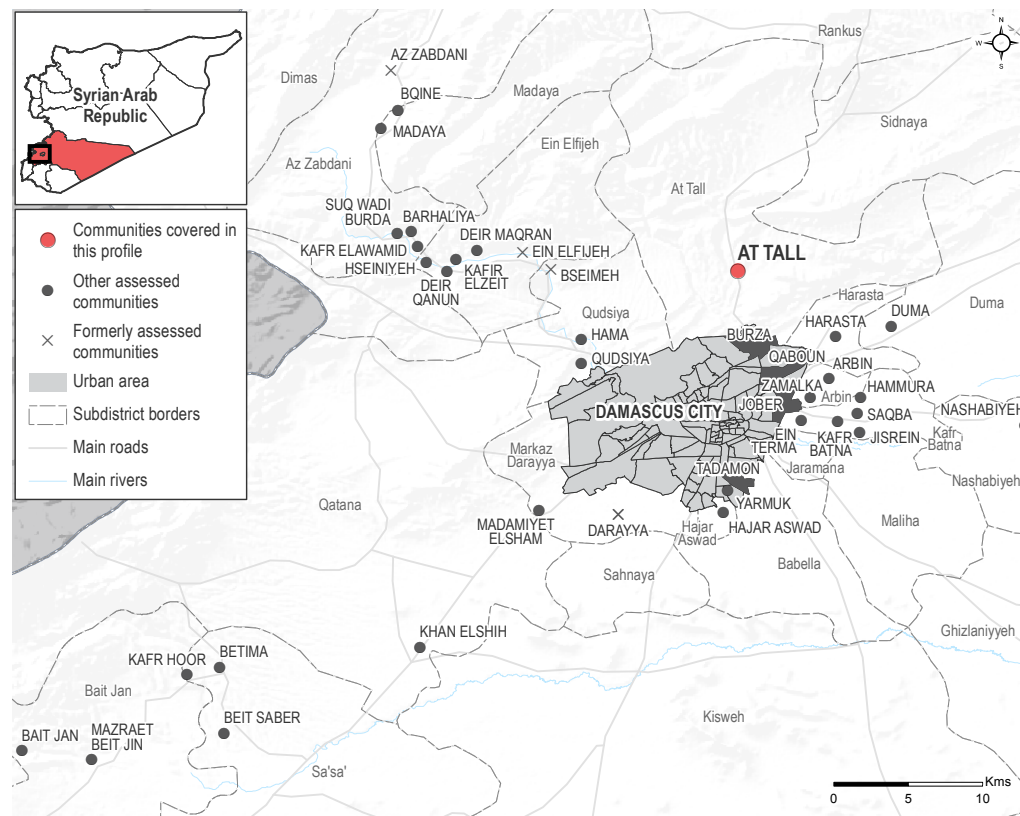 Syrian Arab
Republic
Communities covered in
this profile
Other assessed
communities
Formerly assessed
communities
Urban area
Subdistrict borders
Main roads
Main rivers
N
W
S
Rankus
AZ ZABDANI
Dimas
BQINE
Madaya
MADAYA
Sidnaya
Ein Elfijeh
Az Zabdani
At Tall
SUQ WADI
BURDA
BARHALIYA
DEIR MAQRAN
KAFR ELAWAMID
EIN ELFIJEH
HSEINIYEH
KAFIR
ELZEIT
BSEIMEH
DEIR
QANUN
AT TALL
Harasta
Duma
DUMA
Qudsiya
HARASTA
HAMA
BURZA
QUDSIYA
QABOUN
ARBIN
ZAMALKA
HAMMURA
Arbin
JOBER
DAMASCUS CITY
SAQBA
NASHABIYEH
EIN
TERMA
KAFR
BATNA
JISREIN
Kafr
Batna
Markaz
Darayya
TADAMON
Jaramana
Nashabiyeh
YARMUK
Qatana
MADAMIYET
ELSHAM
DARAYYA
Hajar
Aswad
HAJAR ASWAD
Maliha
Sahnaya
Babella
KHAN ELSHIH
Ghizlaniyyeh
BETIMA
KAFR HOOR
Bait Jan
BEIT SABER
BAIT JAN
MAZRAET
BEIT JIN
Kisweh
Sa'sa'
Kms
0 5 10